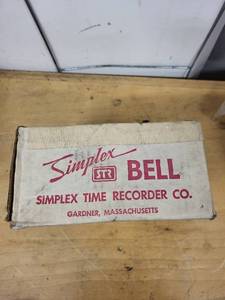 Simplex STR BELL
SIMPLEX TIME RECORDER CO.
GARDNER, MASSACHUSETTS